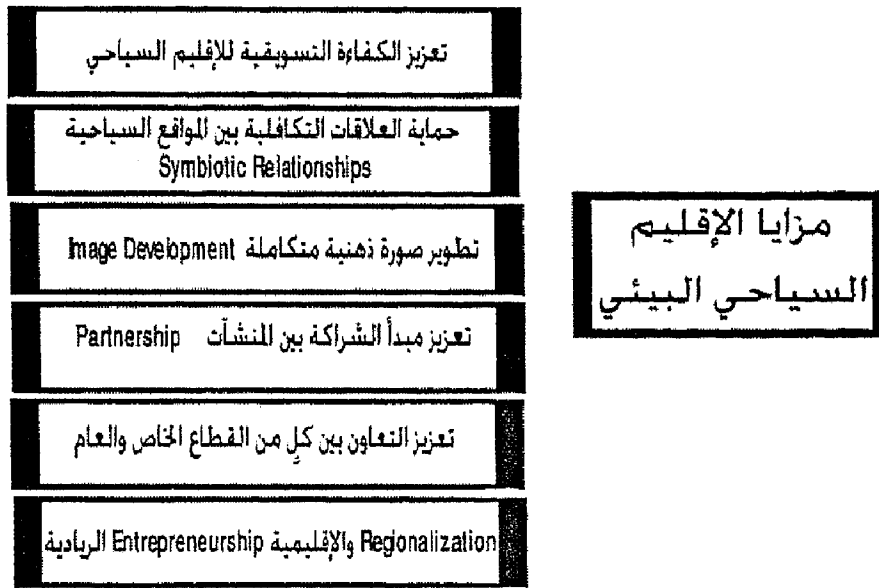 مزايا الإقليم
السياحي البيئي
تعزيز الكفاءة التسويقية للإقليم السياحي
حماية العلاقات التكافلية بين المواقع السياحية
Symbiotic Relationships
تطوير صورة ذهنية متكاملة Image Development
تعزيز مبدأ الشراكة بين المنشآت Partnership
تعزيز التعاون بين كلٍ من القطاع الخاص والعام
الريادية Entrepreneurship والإقليمية Regionalization